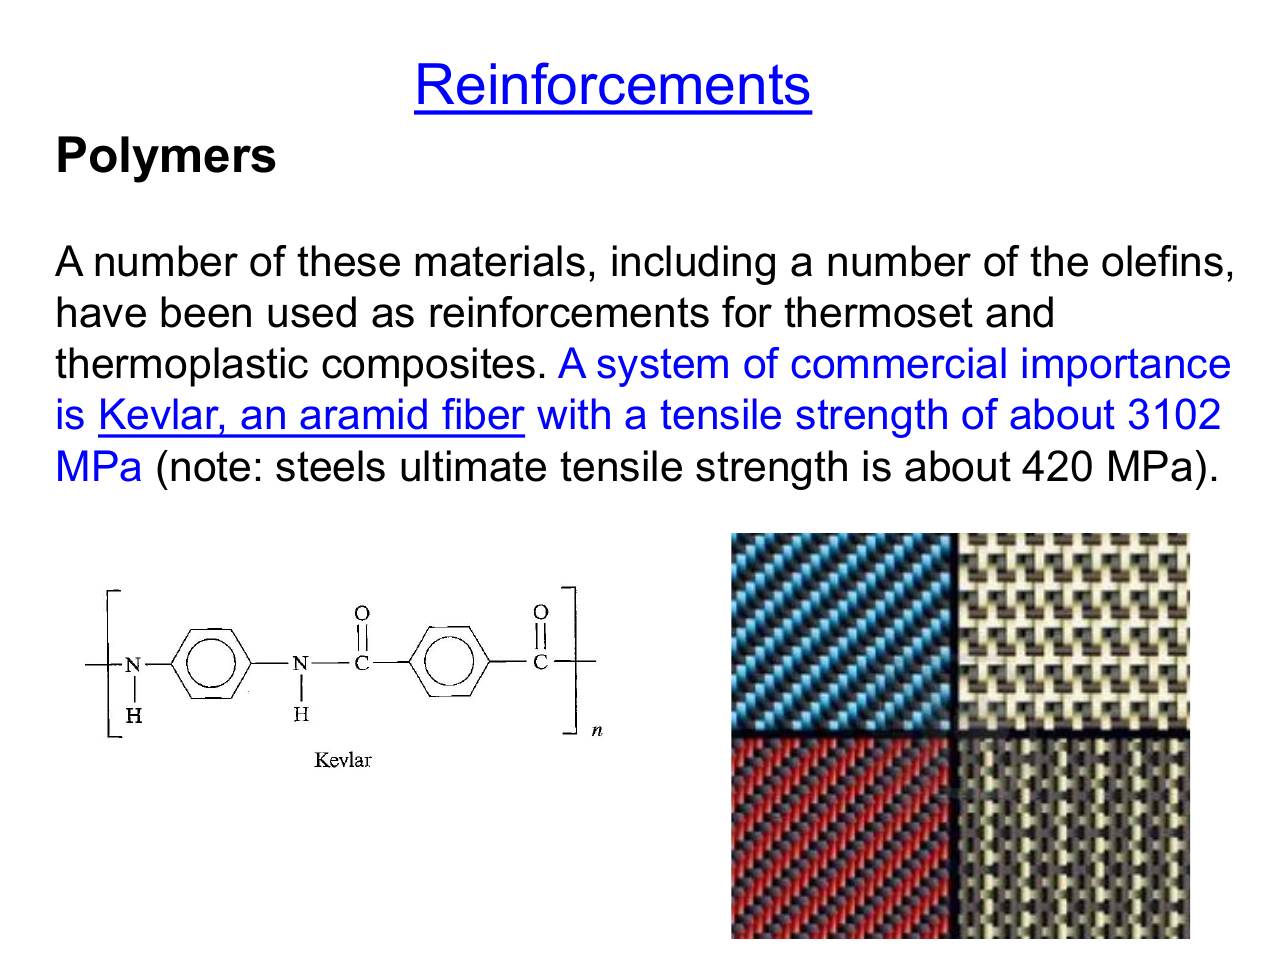 Reinforcements
Polymers
A number of these materials, including a number of the olefins,
have been used as reinforcements for thermoset and
thermoplastic composites. A system of commercial importance
is Kevlar, an aramid fiber with a tensile strength of about 3102
MPa (note: steels ultimate tensile strength is about 420 MPa).
O O
N N C C
H H
n
Kevlar